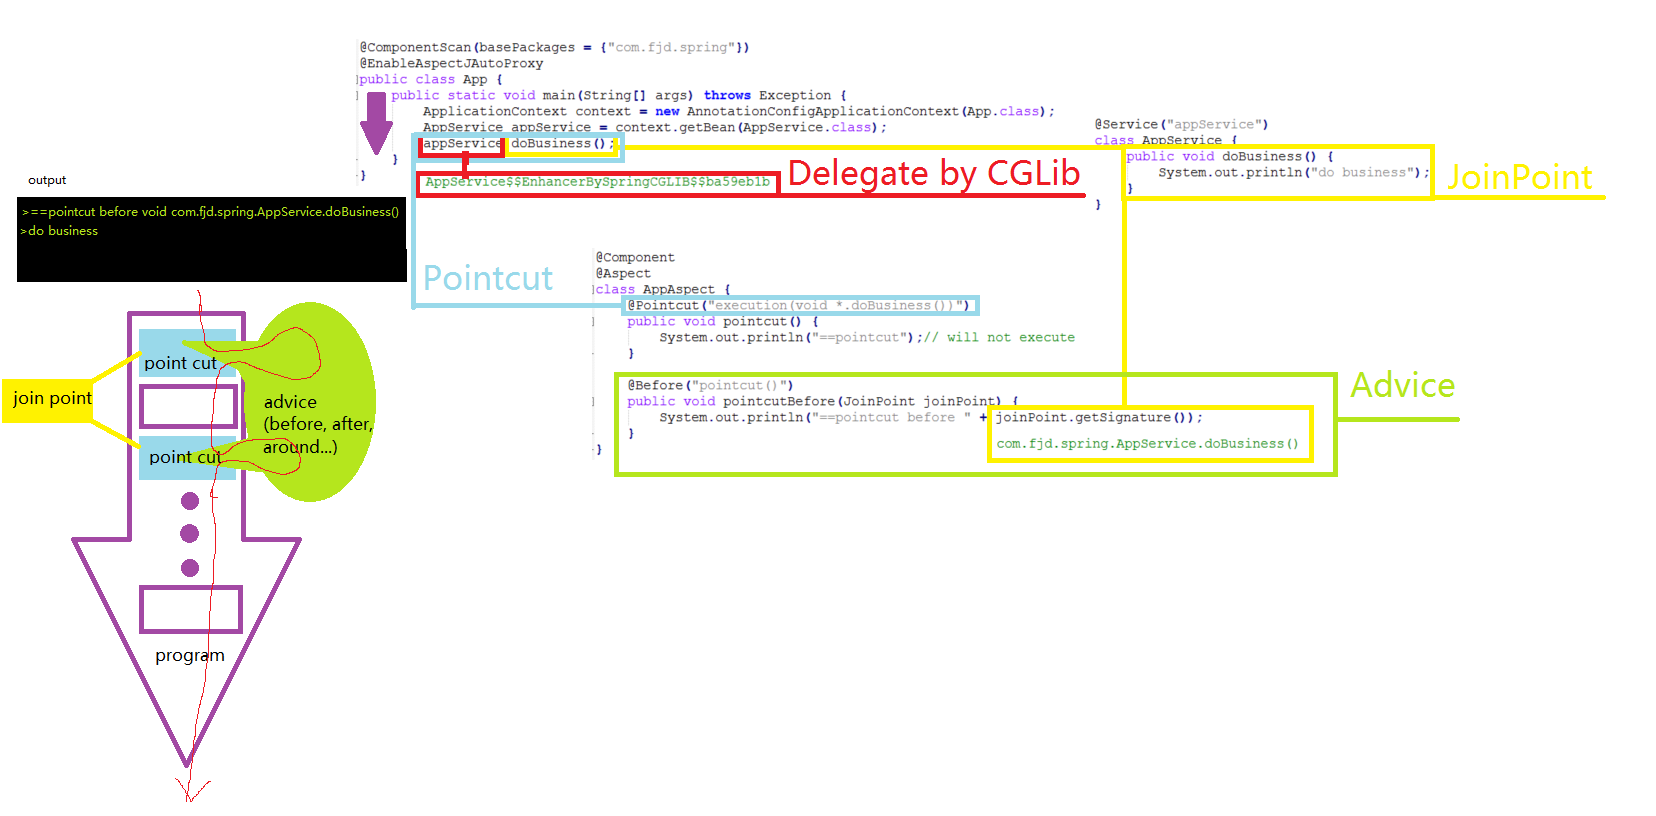 @ComponentScan(basePackages = {"com.fjd.spring"})
@EnableAspectJAutoProxy
public class App {
public static void main(String[] args) throws Exception {
ApplicationContext context = new AnnotationConfigApplicationContext(App.class);
AppService appService = context.getBean(AppService.class);
appService doBusiness();
}
}
AppService$$EnhancerBySpringCGLIB$$ba59eb1b
Delegate by CGLib
@Service("appService")
class AppService {
public void doBusiness() {
System.out.println("do business");
}
}
JoinPoint
output
>==pointcut before void com.fjd.spring.AppService.doBusiness()
>do business
Pointcut
@Component
@Aspect
class AppAspect {
@Pointcut("execution(void *.doBusiness())")
public void pointcut() {
System.out.println("==pointcut");// will not execute
}
@Before("pointcut()")
public void pointcutBefore(JoinPoint joinPoint) {
System.out.println("==pointcut before " + joinPoint.getSignature());
}
com.fjd.spring.AppService.doBusiness()
}
Advice
point cut
join point
advice
(before, after,
around...)
point cut
program